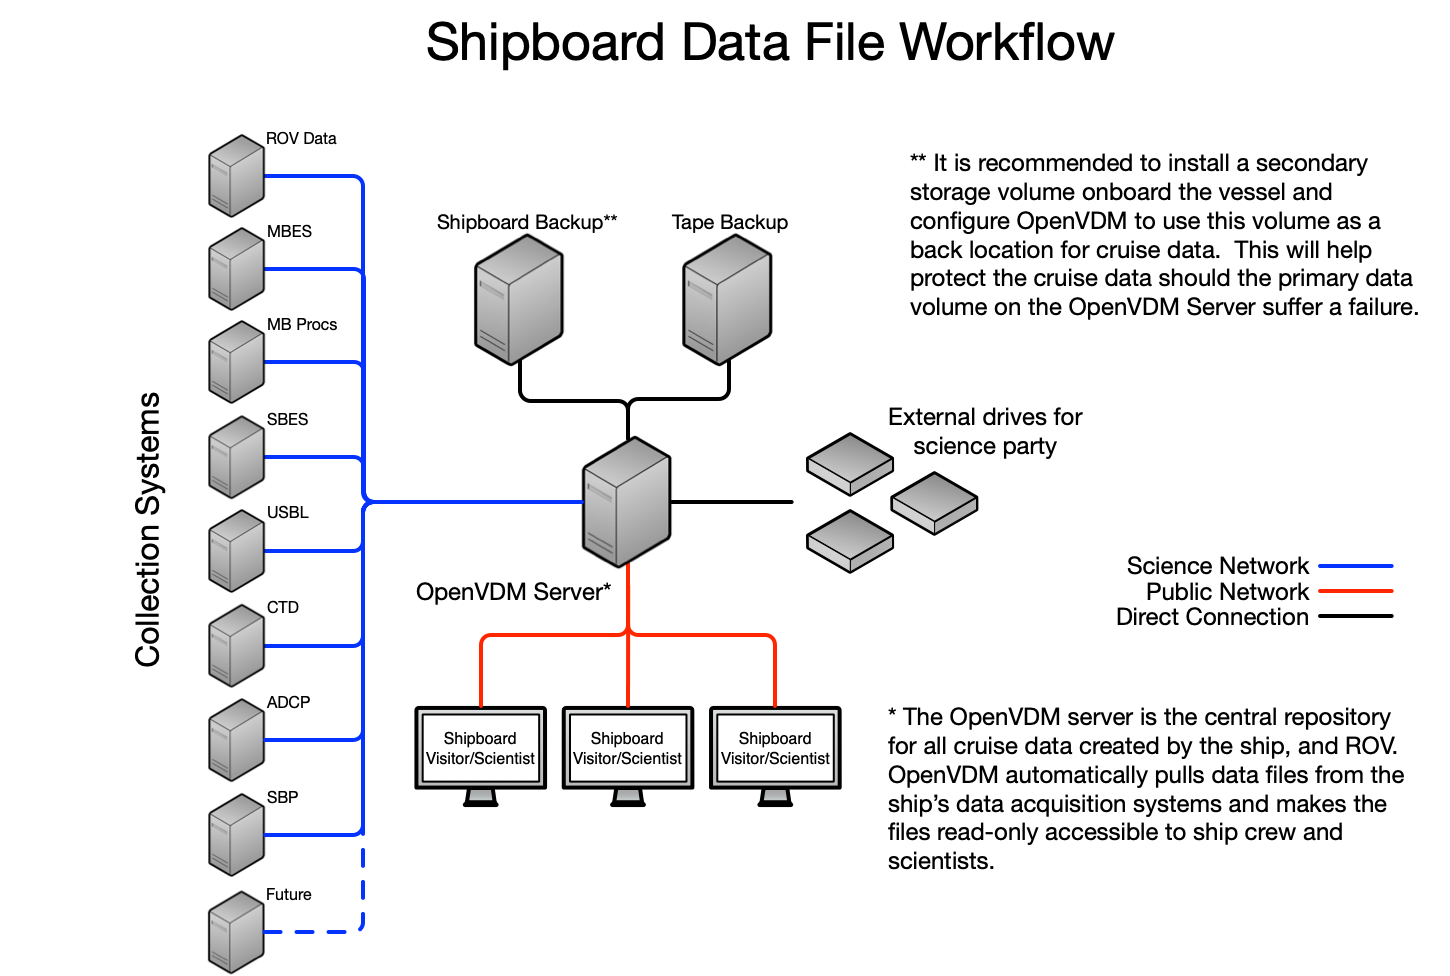 Shipboard Data File Workflow
ROV Data
MBES
MB Procs
SBES
USBL
CTD
ADCP
SBP
Future
Collection Systems
Shipboard Backup**
Tape Backup
** It is recommended to install a secondary
storage volume onboard the vessel and
configure OpenVDM to use this volume as a
back location for cruise data.  This will help
protect the cruise data should the primary data
volume on the OpenVDM Server suffer a failure.
External drives for
science party
OpenVDM Server*
Science Network
Public Network
Direct Connection
Shipboard
Visitor/Scientist
Shipboard
Visitor/Scientist
Shipboard
Visitor/Scientist
* The OpenVDM server is the central repository
for all cruise data created by the ship, and ROV.
OpenVDM automatically pulls data files from the
ship's data acquisition systems and makes the
files read-only accessible to ship crew and
scientists.